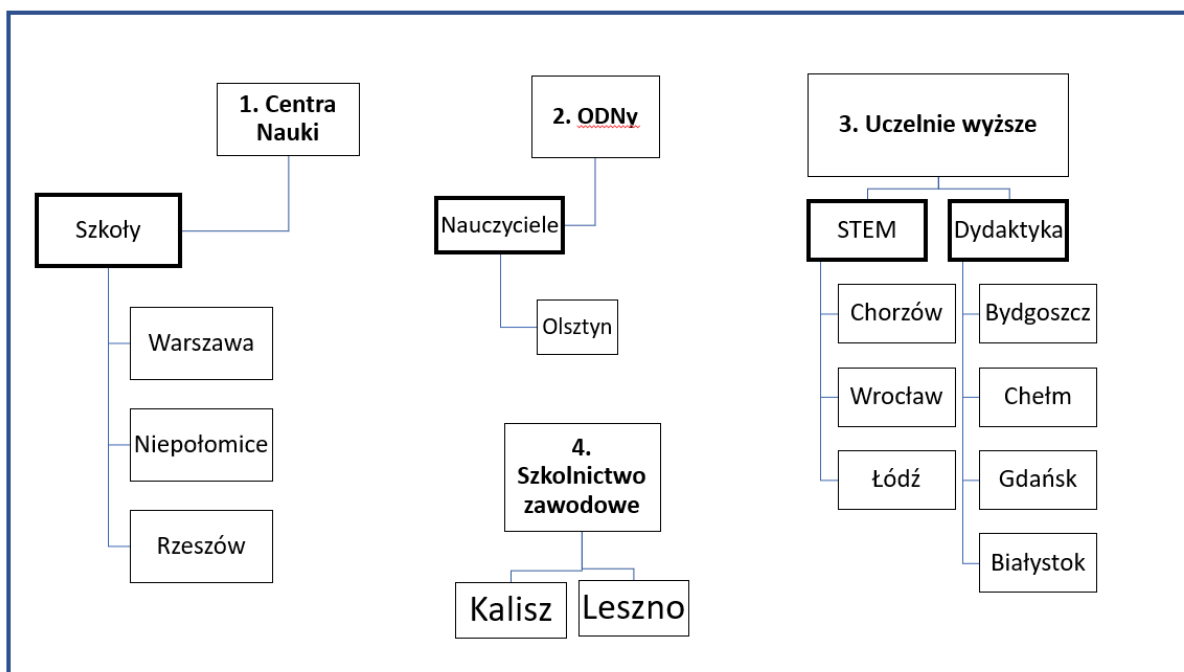 1. Centra
Nauki
Szkoły
Warszawa
Niepołomice
Rzeszów
2. ODNy
Nauczyciele
Olsztyn
3. Uczelnie wyższe
STEM
Chorzów
Wrocław
Łódź
Dydaktyka
Bydgoszcz
Chełm
Gdańsk
Białystok
4.
Szkolnictwo
zawodowe
Kalisz
Leszno